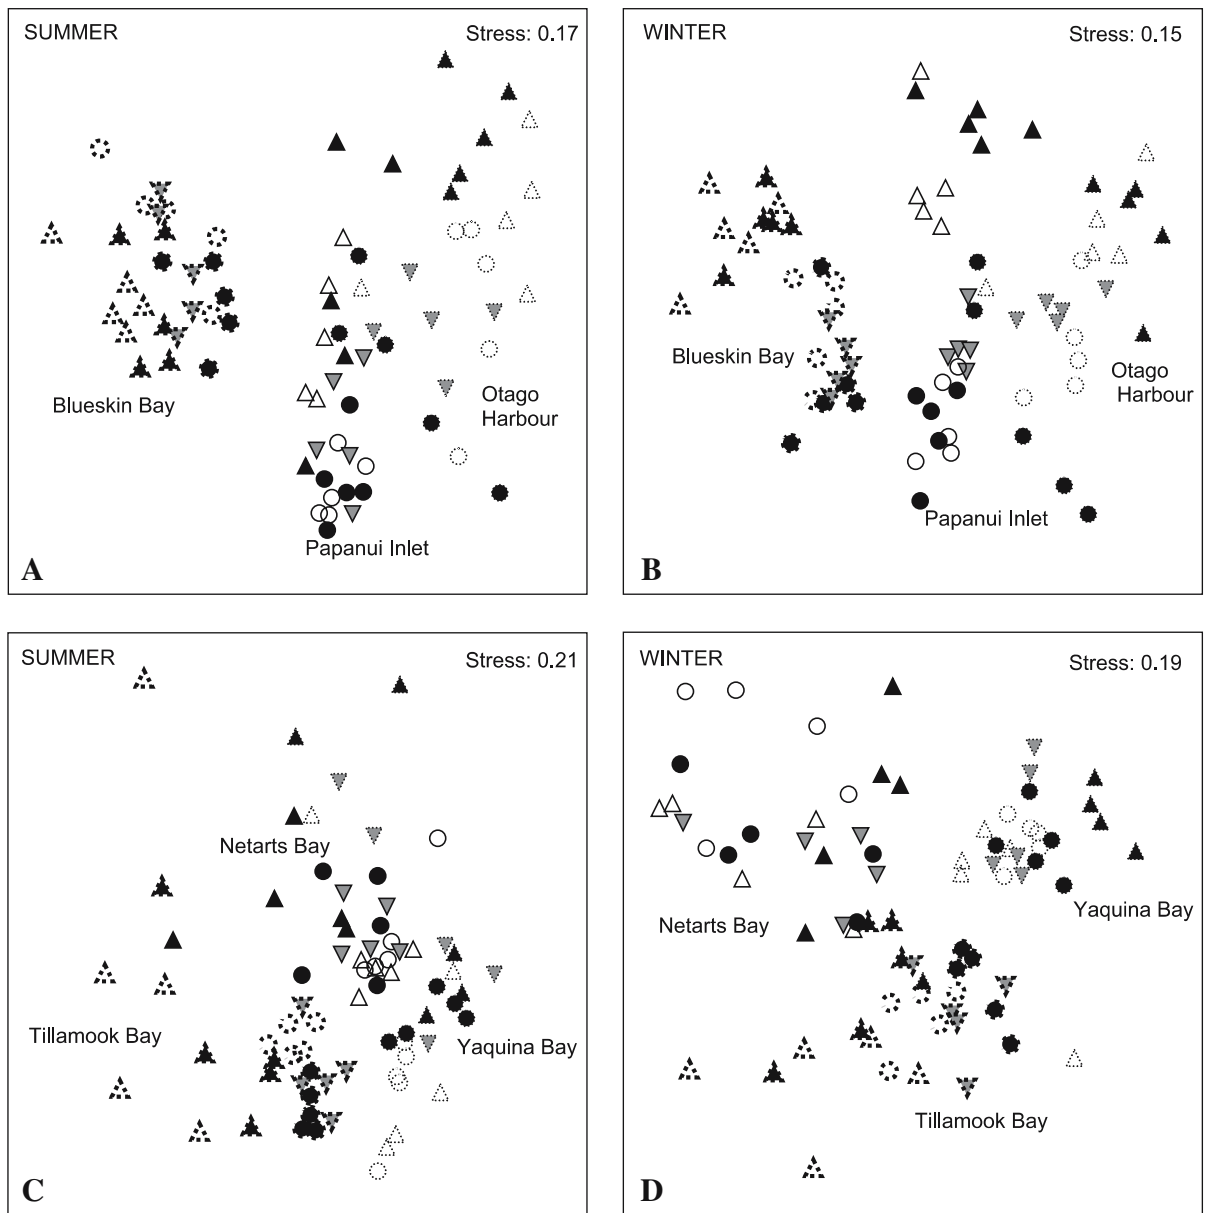 SUMMER
Stress: 0.17
Blueskin Bay
Otago
Harbour
Papanui Inlet
A
WINTER
Stress: 0.15
Blueskin Bay
Otago
Harbour
Papanui Inlet
B
SUMMER
Stress: 0.21
Netarts Bay
Tillamook Bay
Yaquina Bay
C
WINTER
Stress: 0.19
Netarts Bay
Yaquina Bay
Tillamook Bay
D